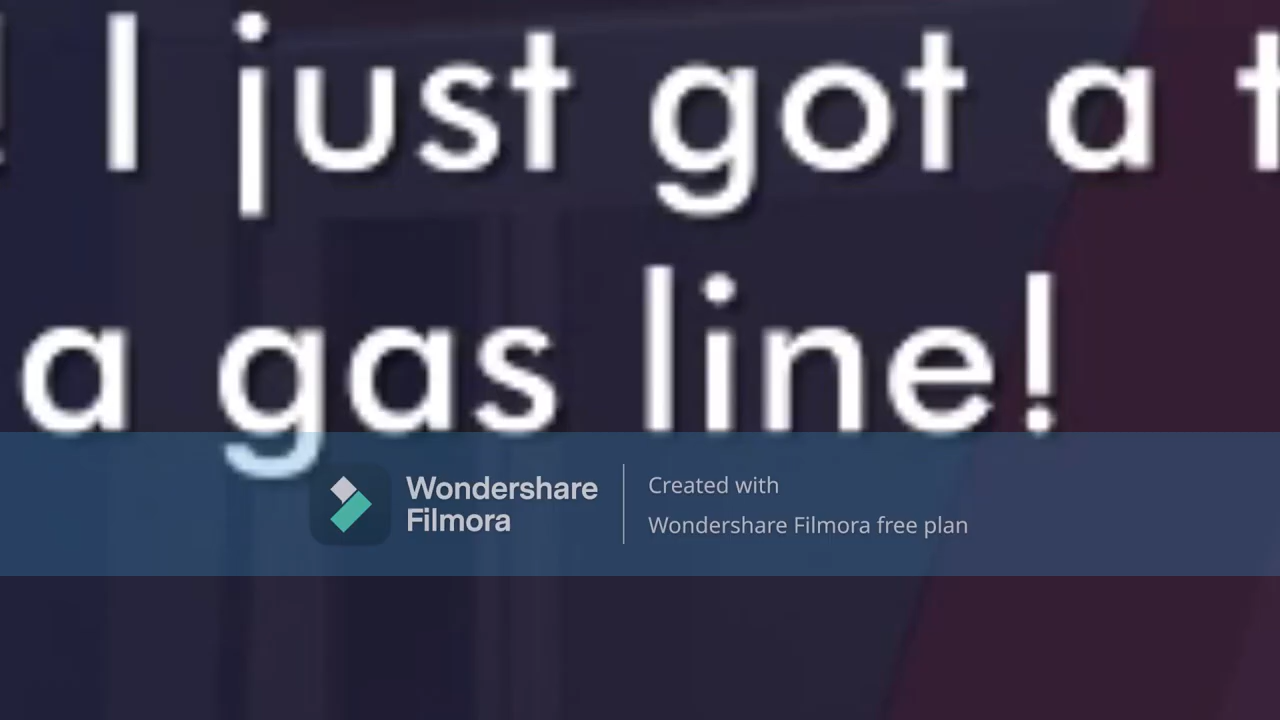 ! I just got a t
a gas line!
Wondershare
Filmora
Created with
Wondershare Filmora free plan